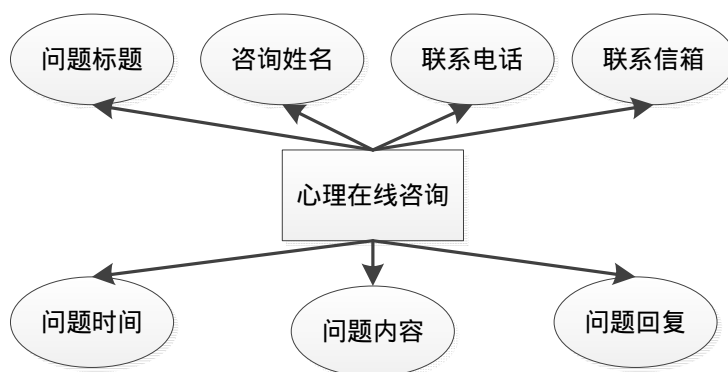 问题标题
咨询姓名
联系电话
联系信箱
心理在线咨询
问题时间
问题内容
问题回复